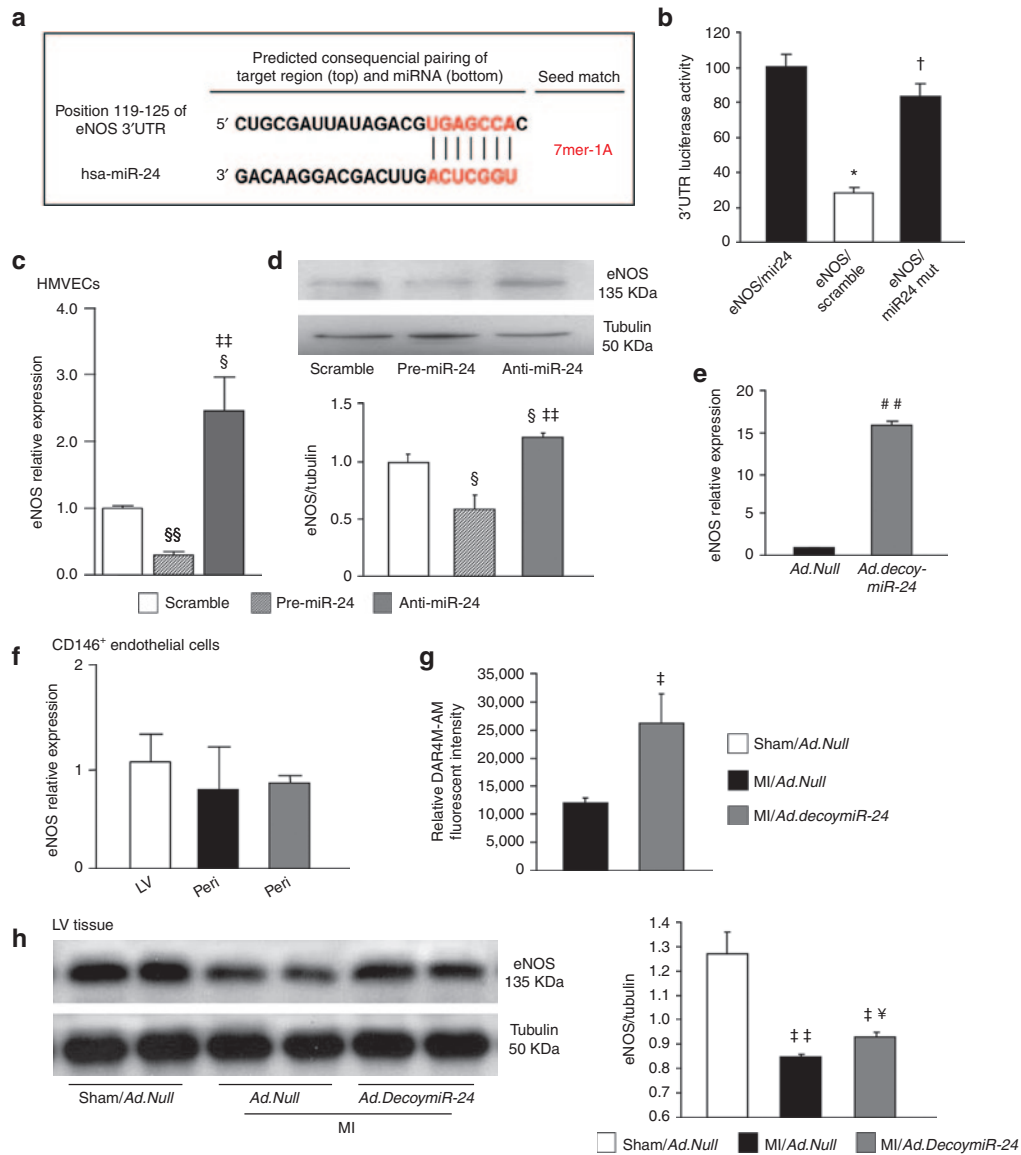 a
Predicted consequencial pairing of
target region (top) and miRNA (bottom)
Seed match
Position 119-125 of
eNOS 3′UTR
5′ CUGCGAUUAUAGACGUGAGCCAC
hsa-miR-24
3′ GACAAGGACGACUUGACUCGGU
7mer-1A
b
3′UTR luciferase activity
120
100
80
60
40
20
0
*
†
eNOS/mir24
eNOS/
scramble
eNOS/
miR24 mut
c
HMVECs
eNOS relative expression
4.0
3.0
2.0
1.0
0.0
§§
‡‡
§
d
eNOS
135 KDa
Tubulin
50 KDa
Scramble
Pre-miR-24
Anti-miR-24
eNOS/tubulin
1.5
1.0
0.5
0
§
§ ‡‡
Scramble
Pre-miR-24
Anti-miR-24
e
eNOS relative expression
20
15
10
5
0
# #
Ad.Null
Ad.decoy-
miR-24
f
CD146+ endothelial cells
eNOS relative expression
2
1
0
LV
Peri
Peri
g
Relative DAR4M-AM
fluorescent intensity
35,000
30,000
25,000
20,000
15,000
10,000
5,000
0
‡
Sham/Ad.Null
MI/Ad.Null
MI/Ad.decoymiR-24
h
LV tissue
eNOS
135 KDa
Tubulin
50 KDa
Sham/Ad.Null
Ad.Null
Ad.DecoymiR-24
MI
eNOS/tubulin
1.4
1.3
1.2
1.1
1.0
0.9
0.8
0.7
0.6
‡ ‡
‡ ¥
Sham/Ad.Null
MI/Ad.Null
MI/Ad.DecoymiR-24